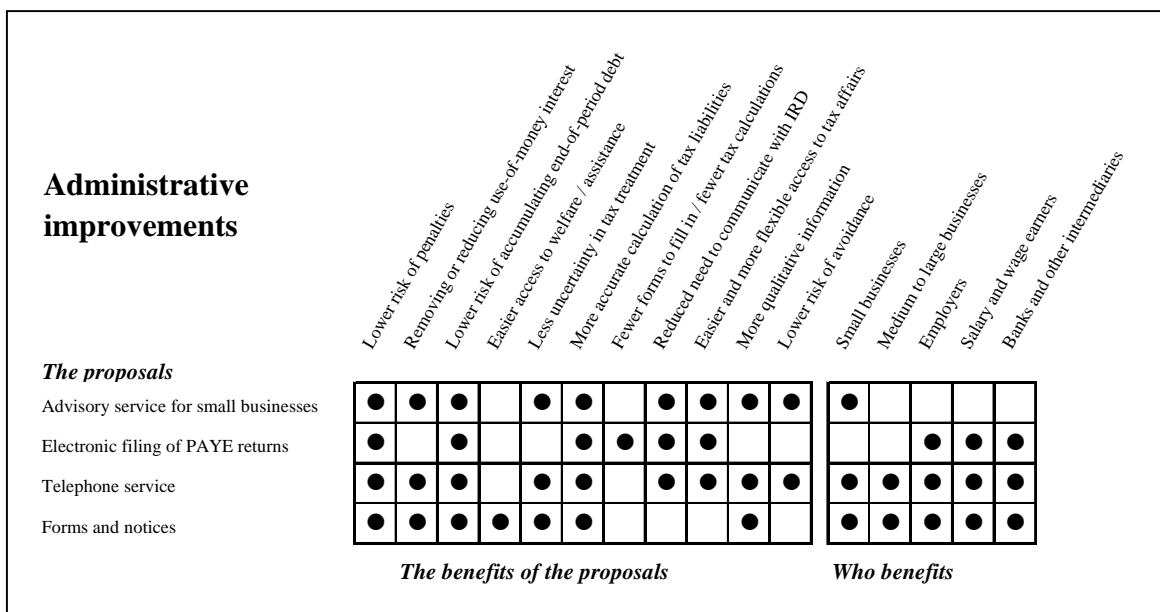 Administrative
improvements
Lower risk of penalties
Removing or reducing use-of-money interest
Lower risk of accumulating end-of-period debt
Easier access to welfare / assistance
Less uncertainty in tax treatment
More accurate calculation of tax liabilities
Fewer forms to fill in / fewer tax calculations
Reduced need to communicate with IRD
Easier and more flexible access to tax affairs
More qualitative information
Lower risk of avoidance
Small businesses
Medium to large businesses
Employers
Salary and wage earners
Banks and other intermediaries
The proposals
Advisory service for small businesses
Electronic filing of PAYE returns
Telephone service
Forms and notices
The benefits of the proposals
Who benefits